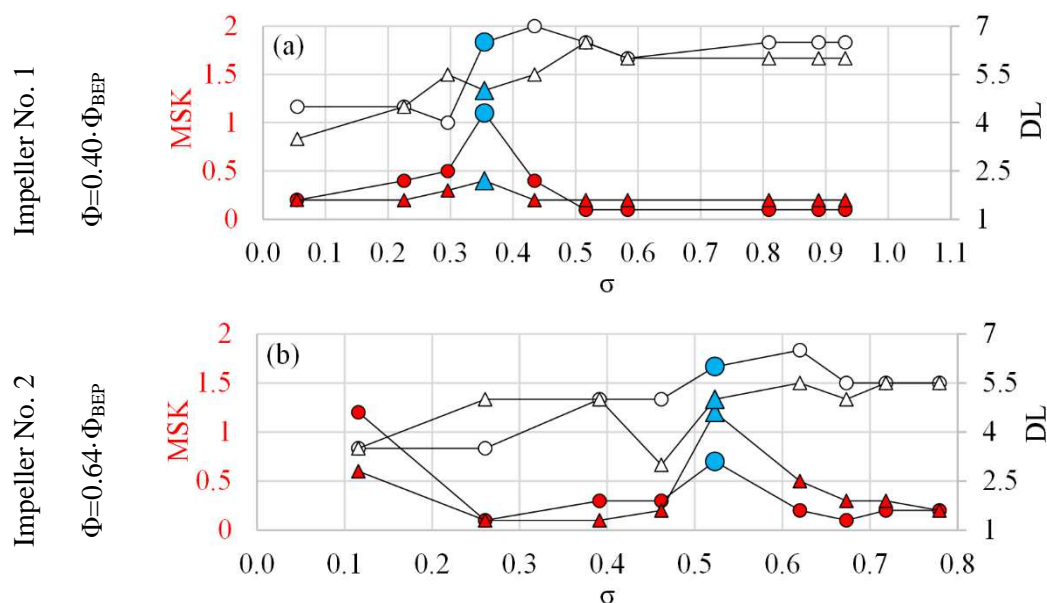 Impeller No. 1
Φ=0.40·ΦBEP
MSK
2
1.5
1
0.5
0
(a)
7
5.5
4
2.5
1
DL
0.0 0.1 0.2 0.3 0.4 0.5 0.6 0.7 0.8 0.9 1.0 1.1
σ
Impeller No. 2
Φ=0.64·ΦBEP
MSK
2
1.5
1
0.5
0
(b)
7
5.5
4
2.5
1
DL
0.0 0.1 0.2 0.3 0.4 0.5 0.6 0.7 0.8
σ